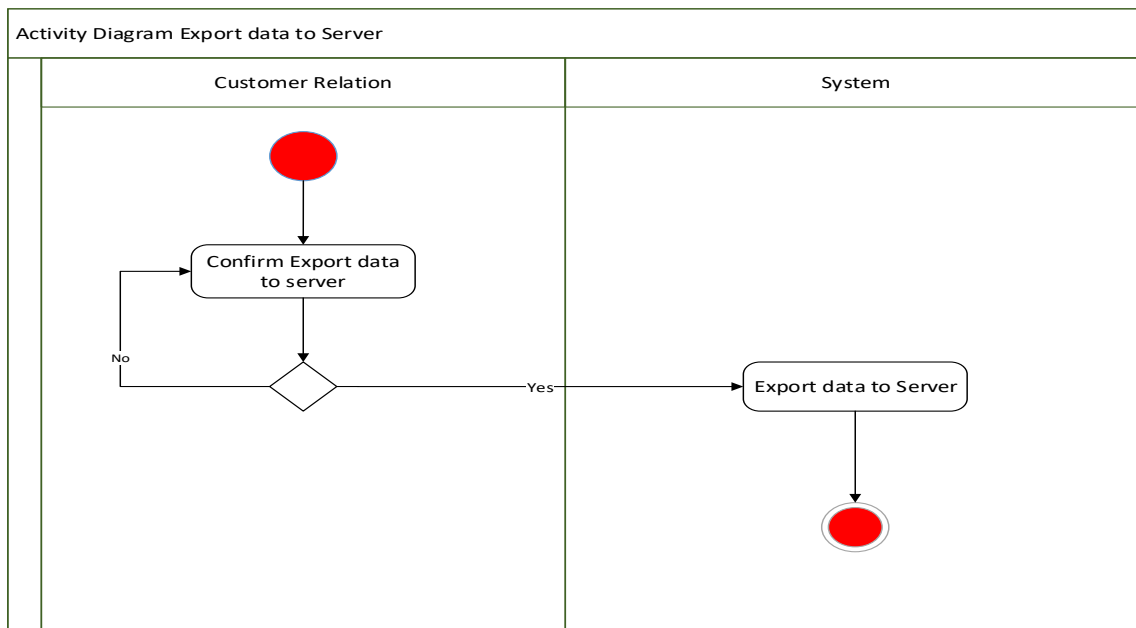 Activity Diagram Export data to Server
Customer Relation
System
Confirm Export data
to server
No
Yes
Export data to Server